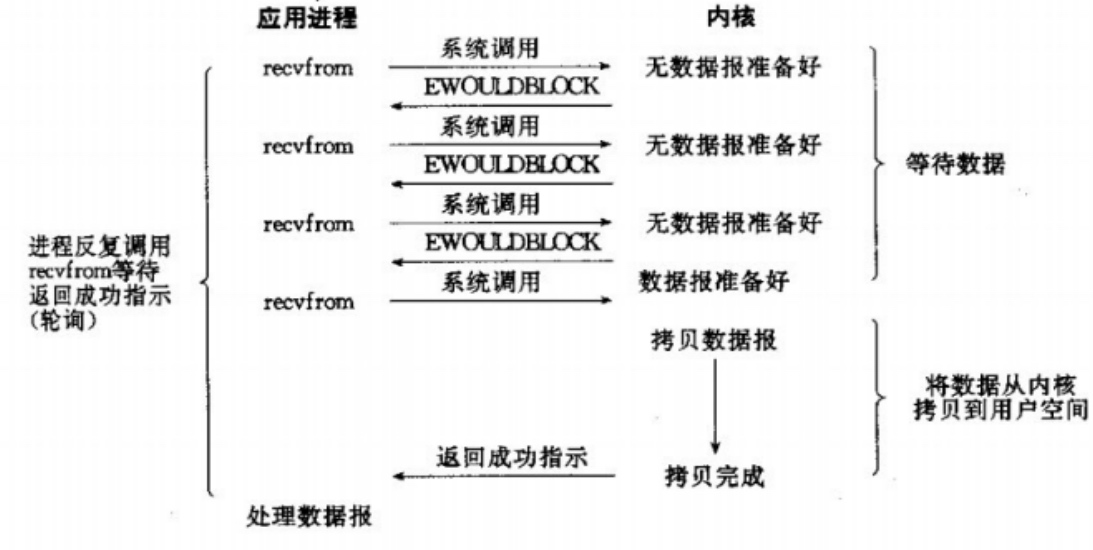 应用进程
内核
recvfrom
系统调用
无数据报准备好
EWOULDBLOCK
recvfrom
系统调用
无数据报准备好
EWOULDBLOCK
recvfrom
系统调用
无数据报准备好
EWOULDBLOCK
recvfrom
系统调用
数据报准备好
等待数据
进程反复调用
recvfrom等待
返回成功指示
(轮询)
拷贝数据报
将数据从内核
拷贝到用户空间
返回成功指示
拷贝完成
处理数据报